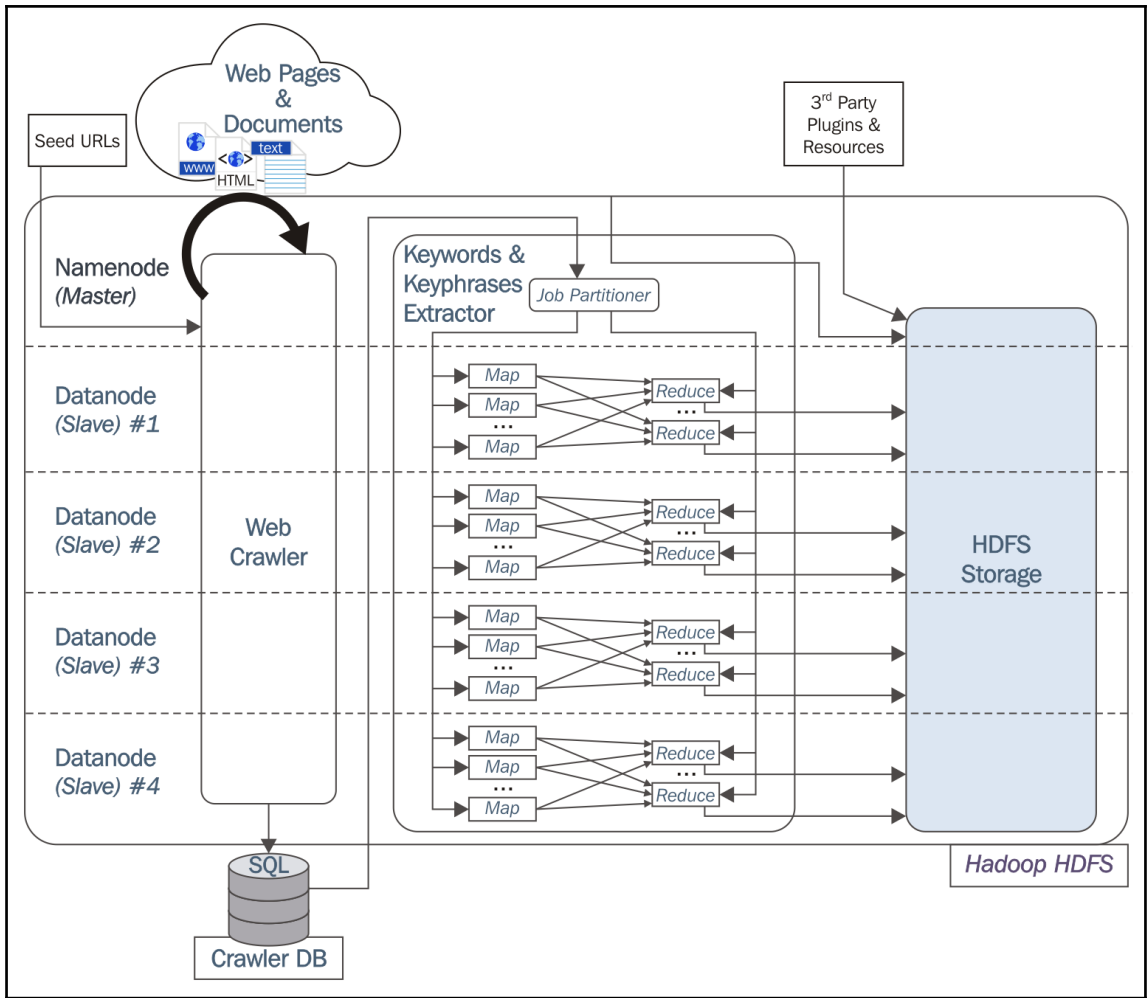 Web Pages
&
Documents
WWW
<>
HTML
text
Seed URLs
3rd Party
Plugins &
Resources
Namenode
(Master)
Keywords &
Keyphrases
Extractor
Job Partitioner
Datanode
(Slave) #1
Map
Map
...
Map
Reduce
...
Reduce
Datanode
(Slave) #2
Web
Crawler
Map
Map
...
Map
Reduce
...
Reduce
HDFS
Storage
Datanode
(Slave) #3
Map
Map
...
Map
Reduce
...
Reduce
Datanode
(Slave) #4
Map
Map
...
Map
Reduce
...
Reduce
SQL
Crawler DB
Hadoop HDFS